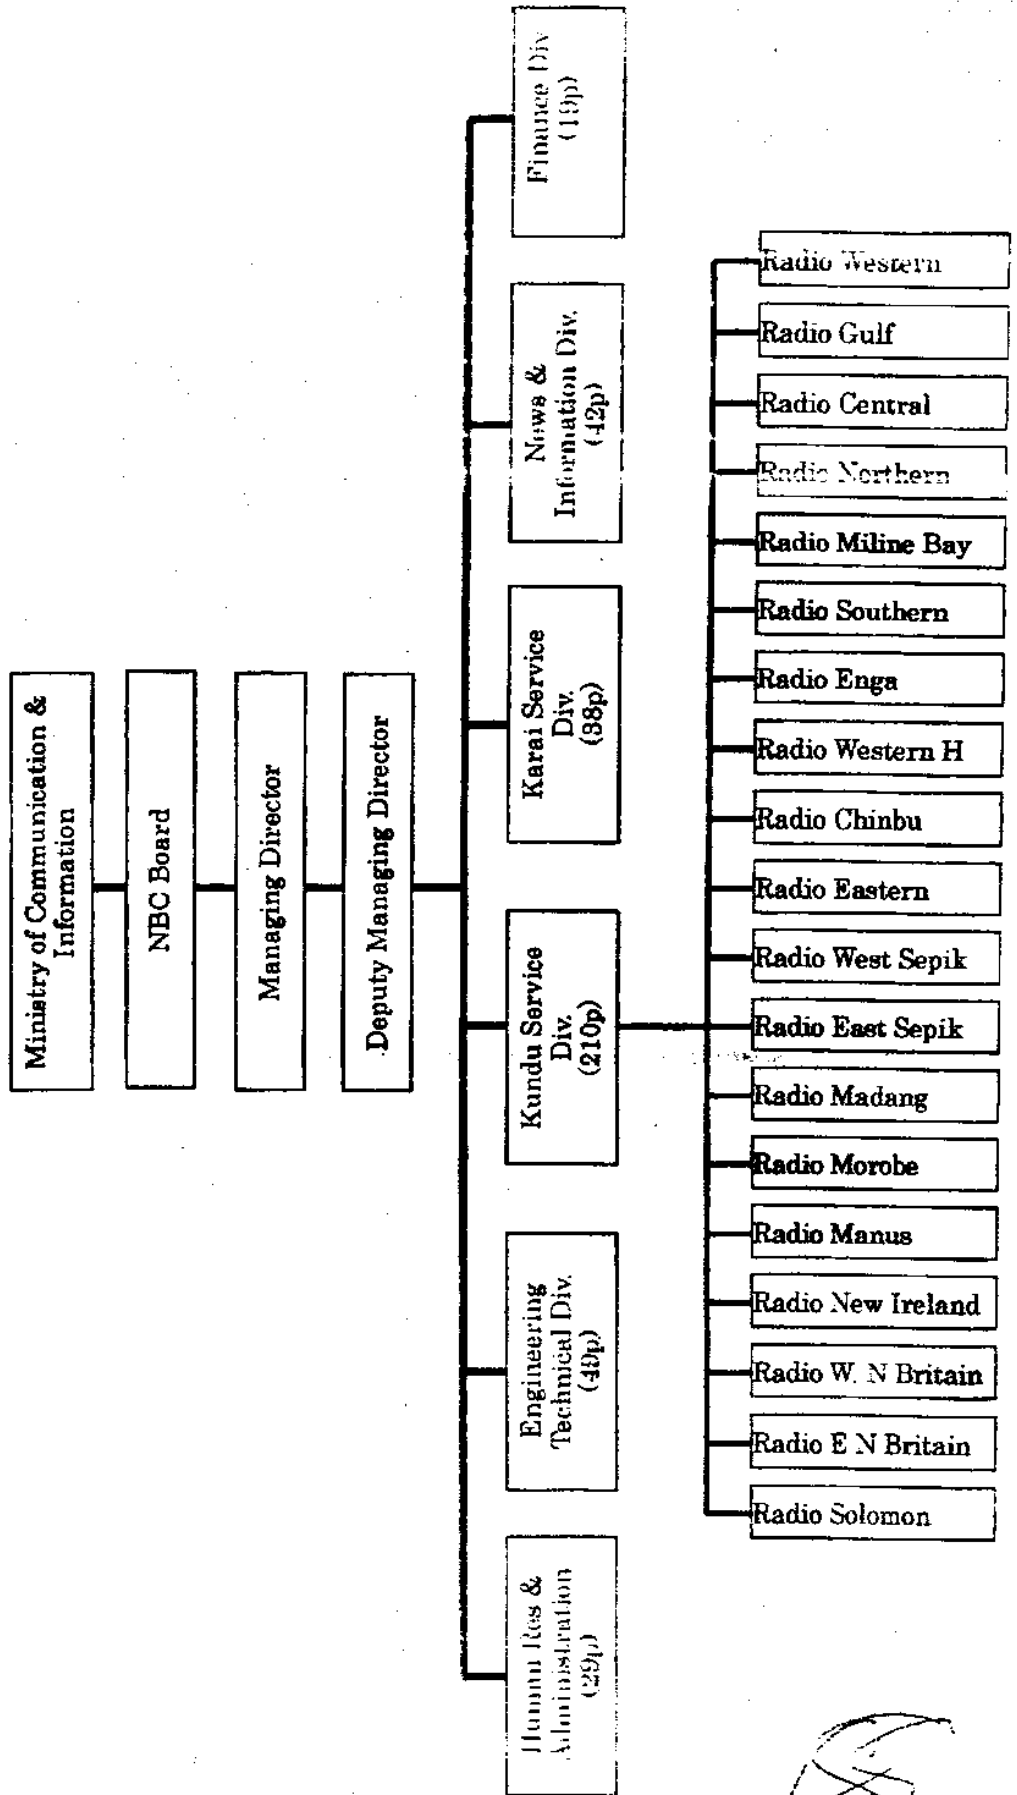 Ministry of Communication &
Information
NBC Board
Managing Director
Deputy Managing Director
Human Res &
Administration
(29p)
Engineering
Technical Div.
(49p)
Kundu Service
Div.
(210p)
Karai Service
Div.
(38p)
News &
Information Div.
(42p)
Finance Div
(19p)
Radio Western
Radio Gulf
Radio Central
Radio Northern
Radio Miline Bay
Radio Southern
Radio Enga
Radio Western H
Radio Chinbu
Radio Eastern
Radio West Sepik
Radio East Sepik
Radio Madang
Radio Morobe
Radio Manus
Radio New Ireland
Radio W. N Britain
Radio E N Britain
Radio Solomon